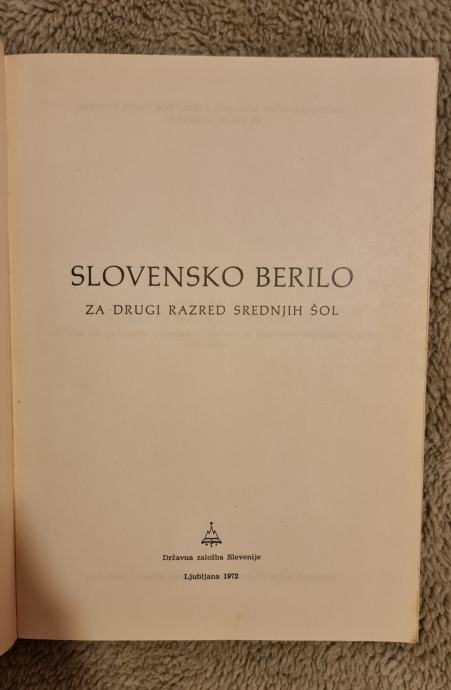 SLOVENSKO BERILO
ZA DRUGI RAZRED SREDNJIH ŠOL
Državna založba Slovenije
Ljubljana 1972